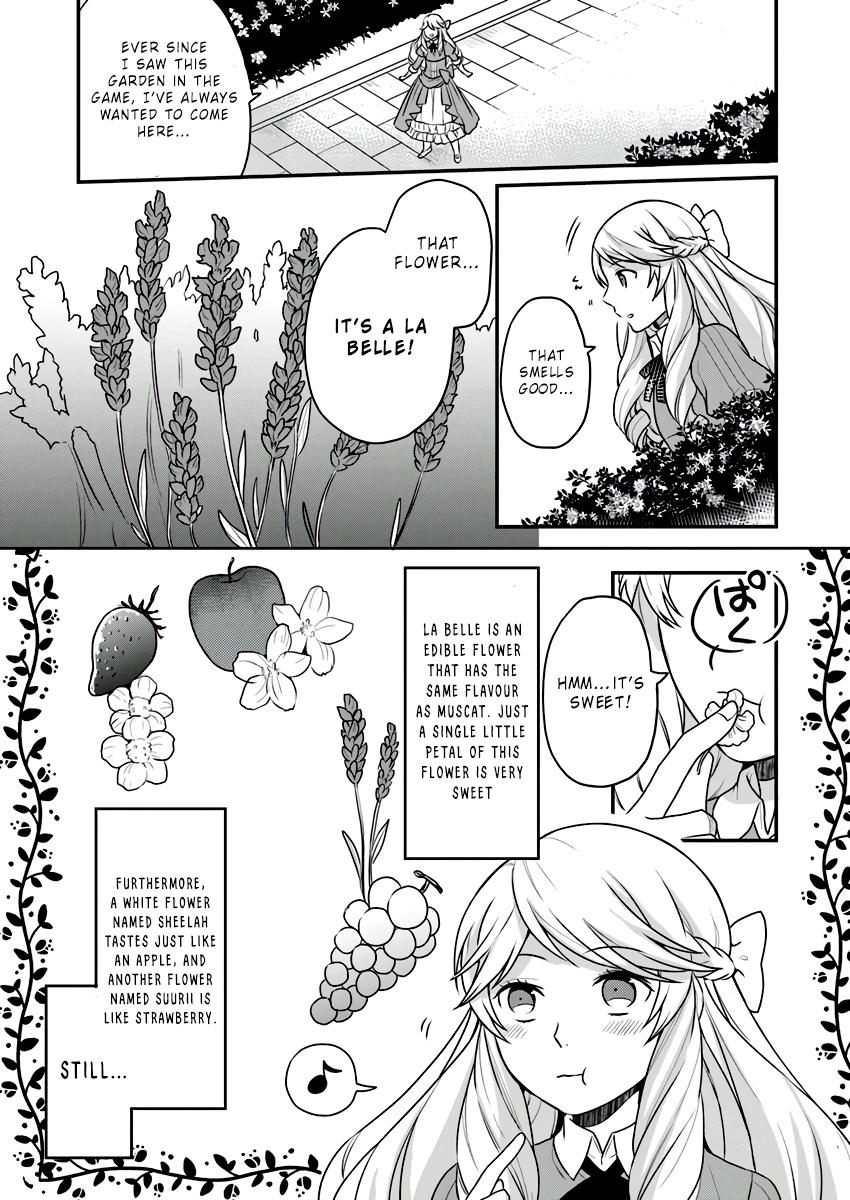 EVER SINCE
I SAW THIS
GARDEN IN THE
GAME, I'VE ALWAYS
WANTED TO COME
HERE...
THAT
SMELLS
GOOD...
THAT
FLOWER...
IT'S A LA
BELLE!
ぱく
HMM...IT'S
SWEET!
LA BELLE IS AN
EDIBLE FLOWER
THAT HAS THE
SAME FLAVOUR
AS MUSCAT. JUST
A SINGLE LITTLE
PETAL OF THIS
FLOWER IS VERY
SWEET
FURTHERMORE,
A WHITE FLOWER
NAMED SHEELAH
TASTES JUST LIKE
AN APPLE, AND
ANOTHER FLOWER
NAMED SUURII IS
LIKE STRAWBERRY.
STILL...